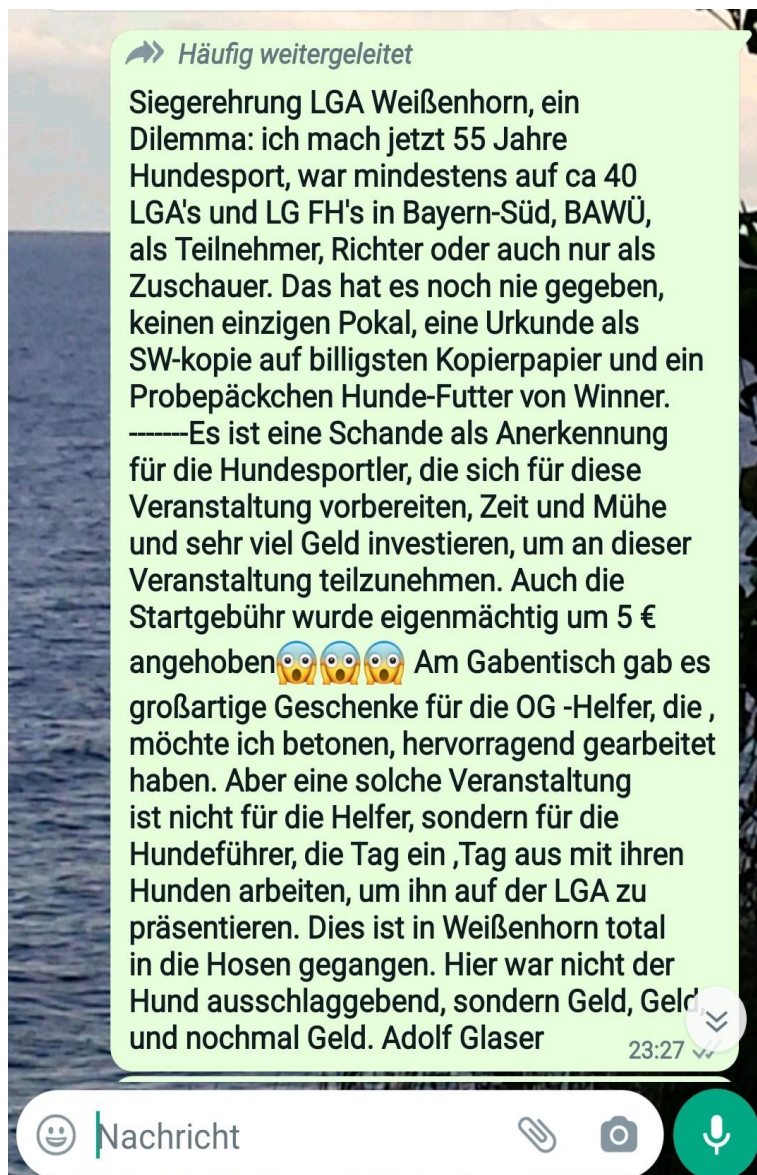 Häufig weitergeleitet
Siegerehrung LGA Weißenhorn, ein
Dilemma: ich mach jetzt 55 Jahre
Hundesport, war mindestens auf ca 40
LGA's und LG FH's in Bayern-Süd, BAWÜ,
als Teilnehmer, Richter oder auch nur als
Zuschauer. Das hat es noch nie gegeben,
keinen einzigen Pokal, eine Urkunde als
SW-kopie auf billigsten Kopierpapier und ein
Probepäckchen Hunde-Futter von Winner.
-------Es ist eine Schande als Anerkennung
für die Hundesportler, die sich für diese
Veranstaltung vorbereiten, Zeit und Mühe
und sehr viel Geld investieren, um an dieser
Veranstaltung teilzunehmen. Auch die
Startgebühr wurde eigenmächtig um 5 €
angehoben😱😱😱 Am Gabentisch gab es
großartige Geschenke für die OG -Helfer, die ,
möchte ich betonen, hervorragend gearbeitet
haben. Aber eine solche Veranstaltung
ist nicht für die Helfer, sondern für die
Hundeführer, die Tag ein ,Tag aus mit ihren
Hunden arbeiten, um ihn auf der LGA zu
präsentieren. Dies ist in Weißenhorn total
in die Hosen gegangen. Hier war nicht der
Hund ausschlaggebend, sondern Geld, Geld,
und nochmal Geld. Adolf Glaser
23:27
Nachricht